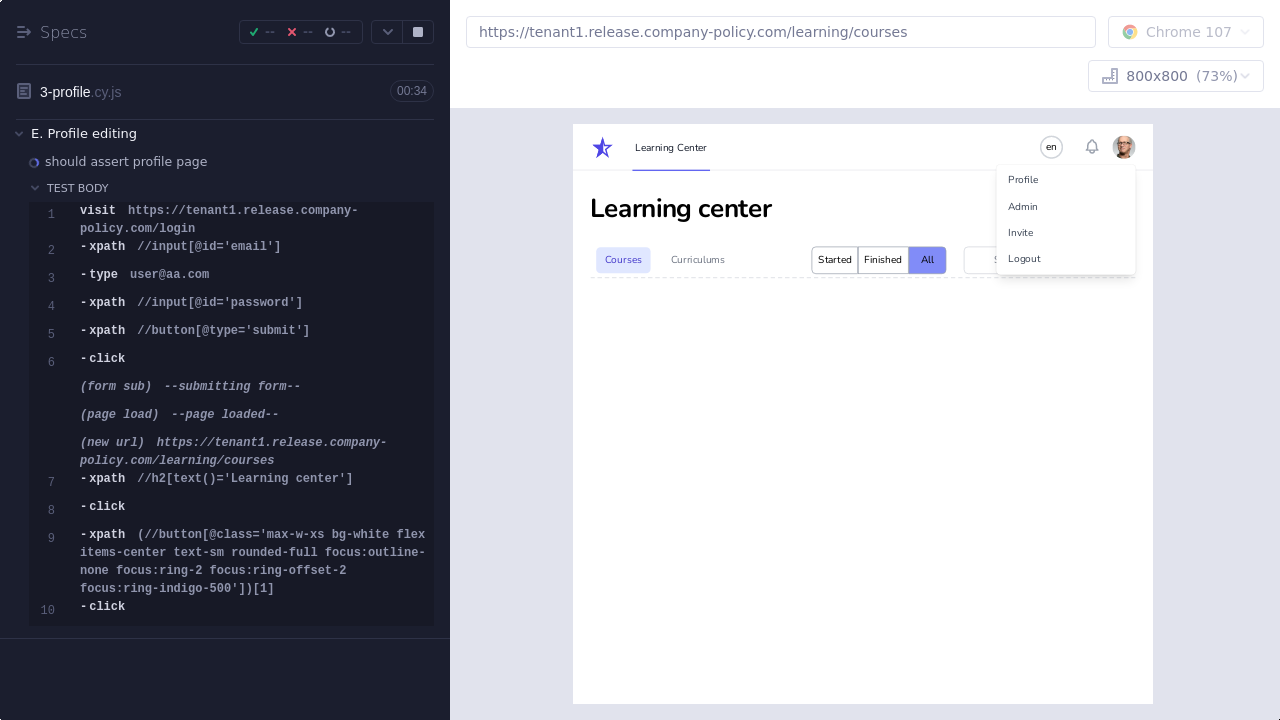 Specs
--
--
--
3-profile.cy.js
00:34
E. Profile editing
should assert profile page
TEST BODY
1 visit https://tenant1.release.company-
policy.com/login
2 -xpath //input[@id='email']
3 -type user@aa.com
4 -xpath //input[@id='password']
5 -xpath //button[@type='submit']
6 -click
(form sub) --submitting form--
(page load) --page loaded--
(new url) https://tenant1.release.company-
policy.com/learning/courses
7 -xpath //h2[text()='Learning center']
8 -click
9 -xpath (//button[@class='max-w-xs bg-white flex
items-center text-sm rounded-full focus:outline-
none focus:ring-2 focus:ring-offset-2
focus:ring-indigo-500'])[1]
10 -click
https://tenant1.release.company-policy.com/learning/courses
Chrome 107
800x800 (73%)
Learning Center
en
Profile
Admin
Invite
Logout
Learning center
Courses
Curriculums
Started
Finished
All